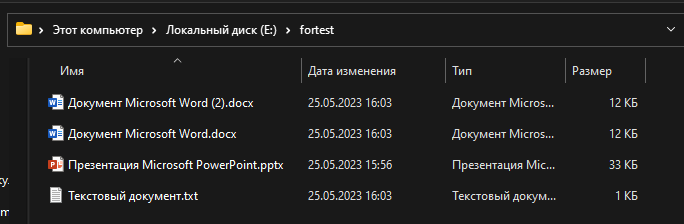 Этот компьютер > Локальный диск (E:) > fortest
Имя Дата изменения Тип Размер
Документ Microsoft Word (2).docx 25.05.2023 16:03 Документ Micros... 12 КБ
Документ Microsoft Word.docx 25.05.2023 16:03 Документ Micros... 12 КБ
Презентация Microsoft PowerPoint.pptx 25.05.2023 15:56 Презентация Mic... 33 КБ
Текстовый документ.txt 25.05.2023 16:03 Текстовый докум... 1 КБ